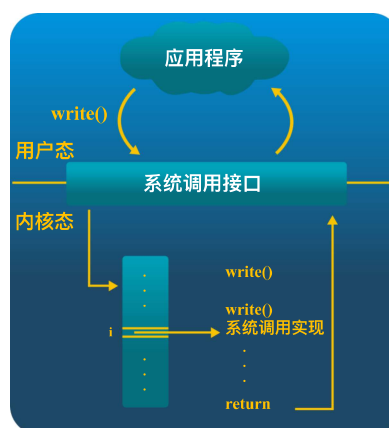 应用程序
write()
用户态
系统调用接口
内核态
write()
write()
i
系统调用实现
return